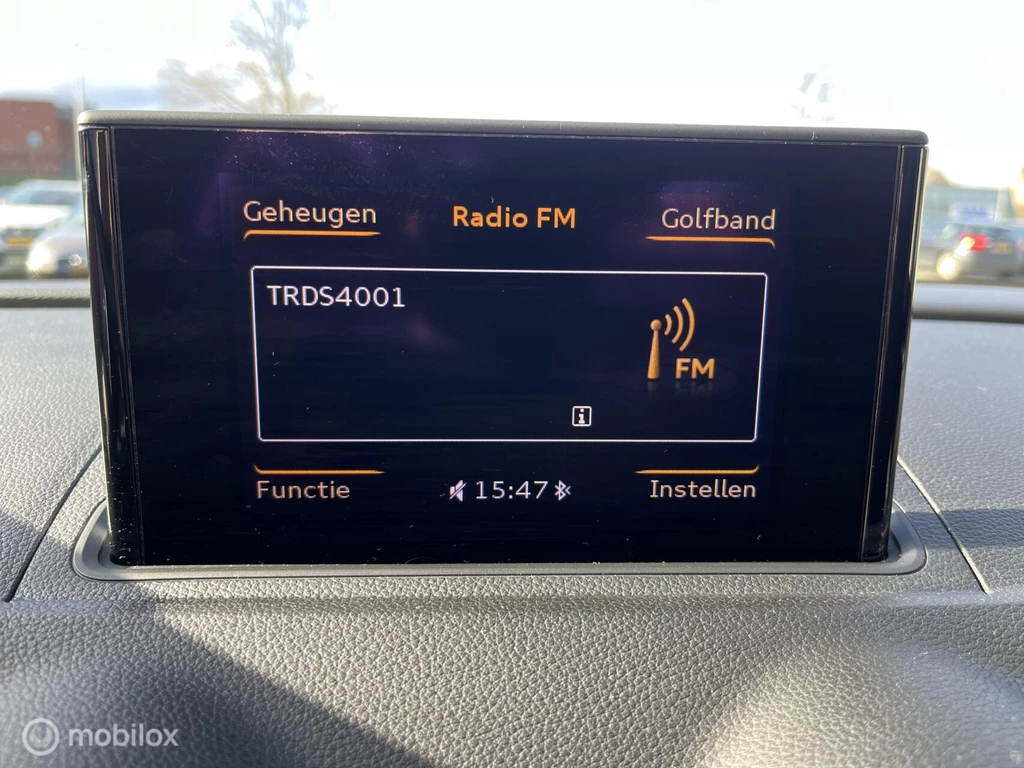 Geheugen Radio FM Golfband
TRDS4001
FM
i
Functie 15:47 Instellen
mobilox